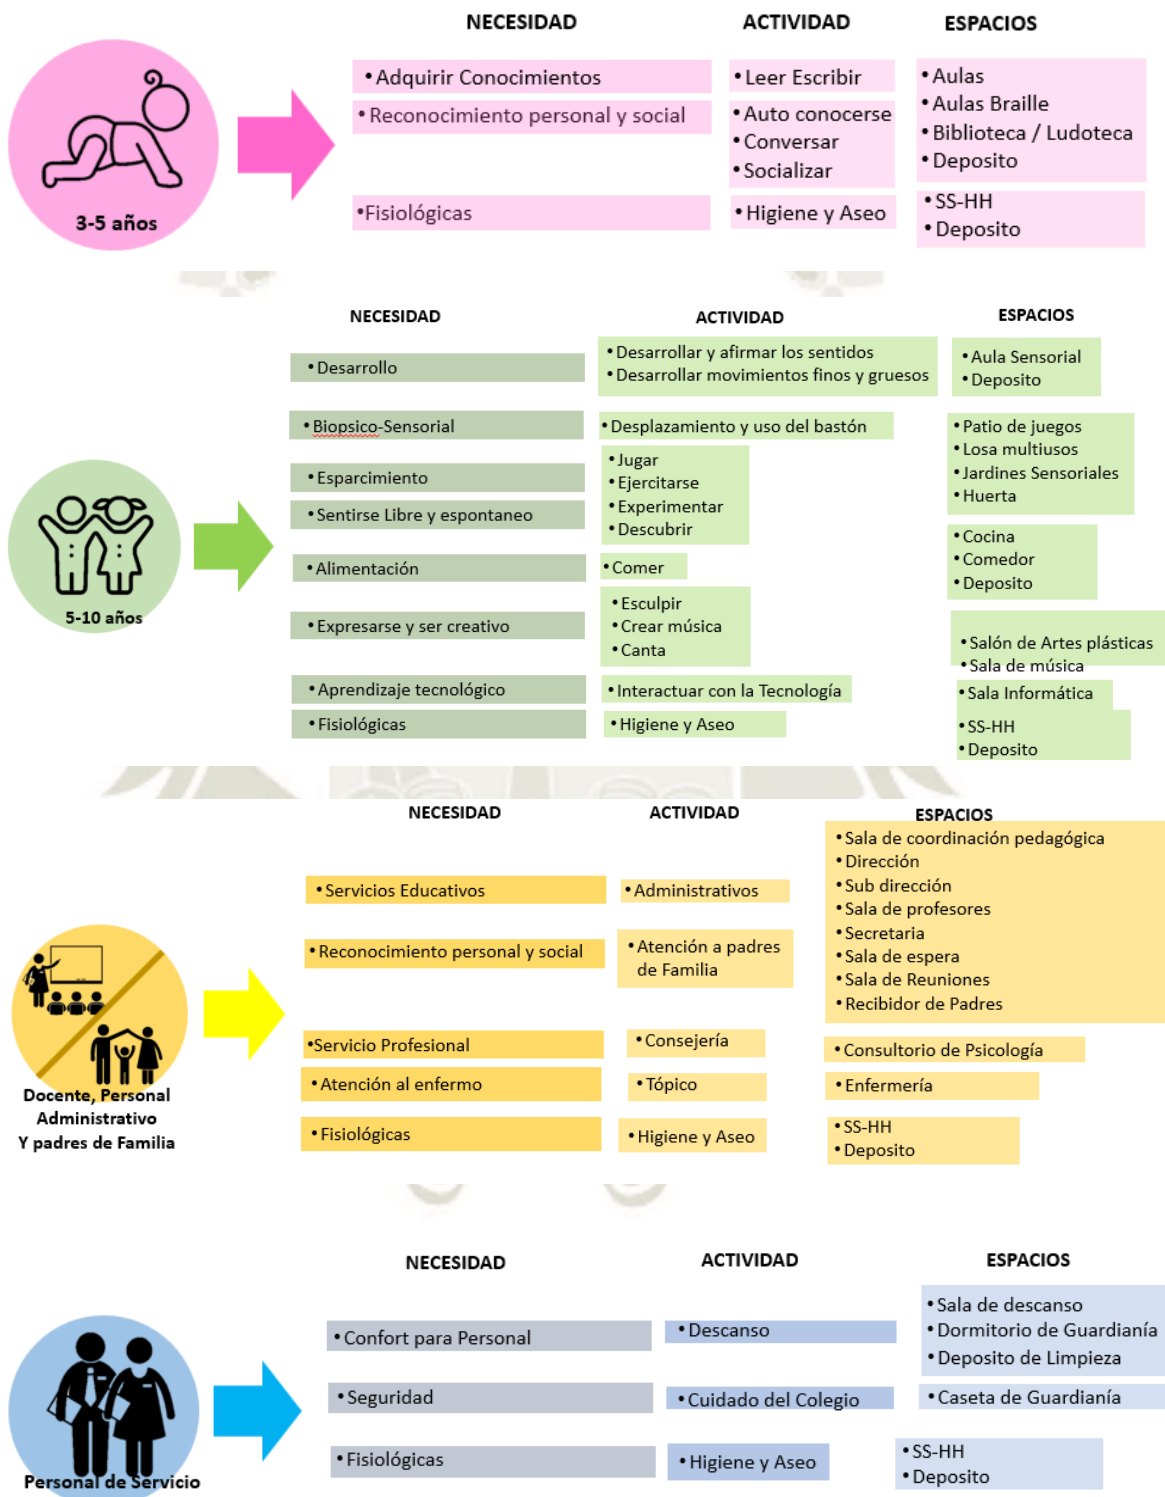 NECESIDAD
ACTIVIDAD
ESPACIOS
• Adquirir Conocimientos
• Leer Escribir
• Aulas
• Aulas Braille
• Biblioteca / Ludoteca
• Deposito
• Reconocimiento personal y social
• Auto conocerse
• Conversar
• Socializar
•Fisiológicas
• Higiene y Aseo
• SS-HH
• Deposito
3-5 años
NECESIDAD
ACTIVIDAD
ESPACIOS
• Desarrollo
• Desarrollar y afirmar los sentidos
• Desarrollar movimientos finos y gruesos
• Aula Sensorial
• Deposito
• Biopsico-Sensorial
• Desplazamiento y uso del bastón
• Patio de juegos
• Losa multiusos
• Jardines Sensoriales
• Huerta
• Esparcimiento
• Sentirse Libre y espontaneo
• Jugar
• Ejercitarse
• Experimentar
• Descubrir
• Alimentación
• Comer
• Cocina
• Comedor
• Deposito
• Expresarse y ser creativo
• Esculpir
• Crear música
• Canta
• Salón de Artes plásticas
• Sala de música
• Aprendizaje tecnológico
• Interactuar con la Tecnología
• Sala Informática
• Fisiológicas
• Higiene y Aseo
• SS-HH
• Deposito
5-10 años
NECESIDAD
ACTIVIDAD
ESPACIOS
• Servicios Educativos
• Administrativos
• Sala de coordinación pedagógica
• Dirección
• Sub dirección
• Sala de profesores
• Secretaria
• Sala de espera
• Sala de Reuniones
• Recibidor de Padres
• Reconocimiento personal y social
• Atención a padres
de Familia
•Servicio Profesional
• Consejería
• Consultorio de Psicología
• Atención al enfermo
• Tópico
• Enfermería
• Fisiológicas
• Higiene y Aseo
• SS-HH
• Deposito
Docente, Personal
Administrativo
Y padres de Familia
NECESIDAD
ACTIVIDAD
ESPACIOS
• Confort para Personal
• Descanso
• Sala de descanso
• Dormitorio de Guardianía
• Deposito de Limpieza
• Seguridad
• Cuidado del Colegio
• Caseta de Guardianía
• Fisiológicas
• Higiene y Aseo
• SS-HH
• Deposito
Personal de Servicio